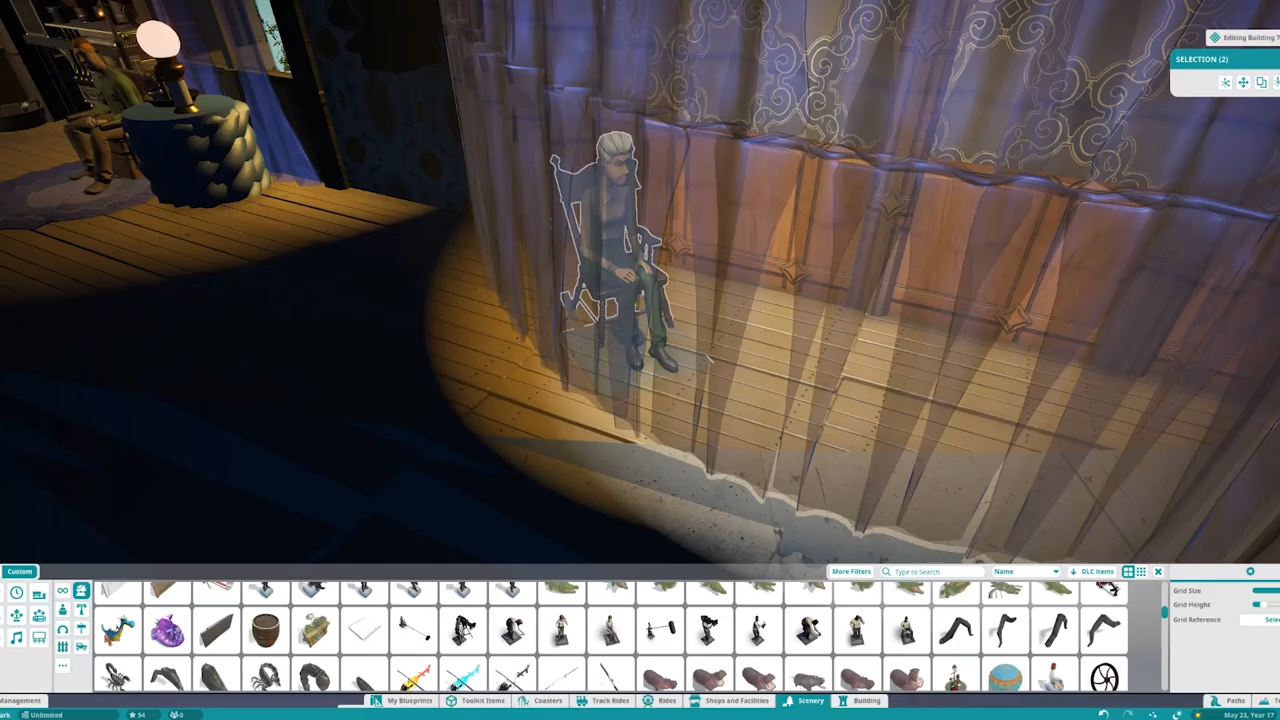 Editing Building
SELECTION (2)
Custom
More Filters
Type to Search
Name
DLC Items
Grid Size
Grid Height
Grid Reference
Management
My Blueprints
Toolkit Items
Coasters
Track Rides
Rides
Shops and Facilities
Scenery
Building
Paths
Unlimited
54
0
May 23, Year 17